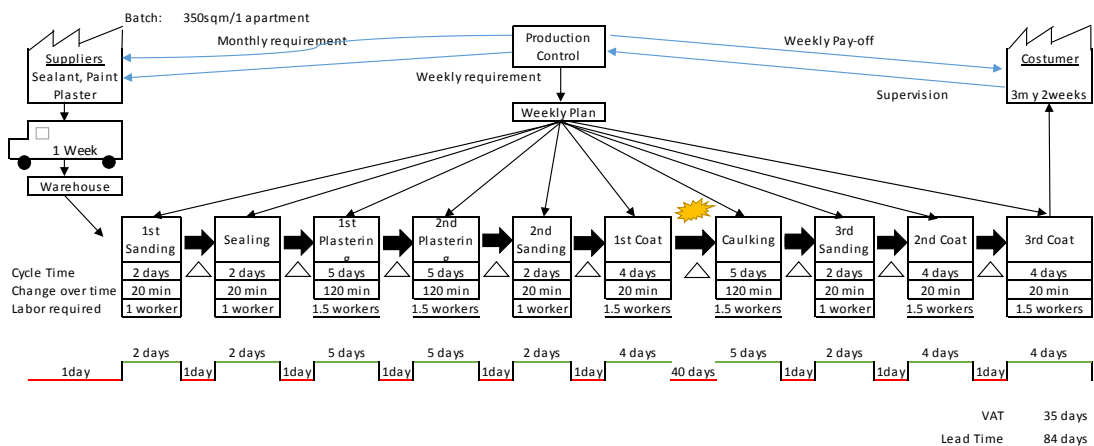 Batch: 350sqm/1 apartment
Monthly requirement
Production
Control
Weekly Pay-off
Suppliers
Sealant, Paint
Plaster
Costumer
3m y 2weeks
Weekly requirement
Supervision
Weekly Plan
1 Week
Warehouse
1st
Sanding
Sealing
1st
Plasterin
g
2nd
Plasterin
g
2nd
Sanding
1st Coat
Caulking
3rd
Sanding
2nd Coat
3rd Coat
Cycle Time 2 days 2 days 5 days 5 days 2 days 4 days 5 days 2 days 4 days 4 days
Change over time 20 min 20 min 120 min 120 min 20 min 20 min 120 min 20 min 20 min 20 min
Labor required 1 worker 1 worker 1.5 workers 1.5 workers 1 worker 1.5 workers 1.5 workers 1 worker 1.5 workers 1.5 workers
2 days 2 days 5 days 5 days 2 days 4 days 5 days 2 days 4 days 4 days
1day 1day 1day 1day 1day 1day 40 days 1day 1day 1day
VAT 35 days
Lead Time 84 days